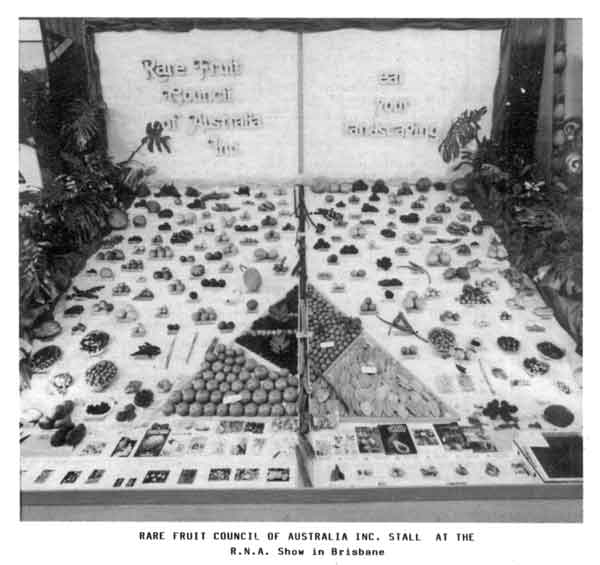 Rare Fruit
Council
of Australia
Inc
eat
your
landscaping
RARE FRUIT COUNCIL OF AUSTRALIA INC. STALL AT THE
R.N.A. Show in Brisbane